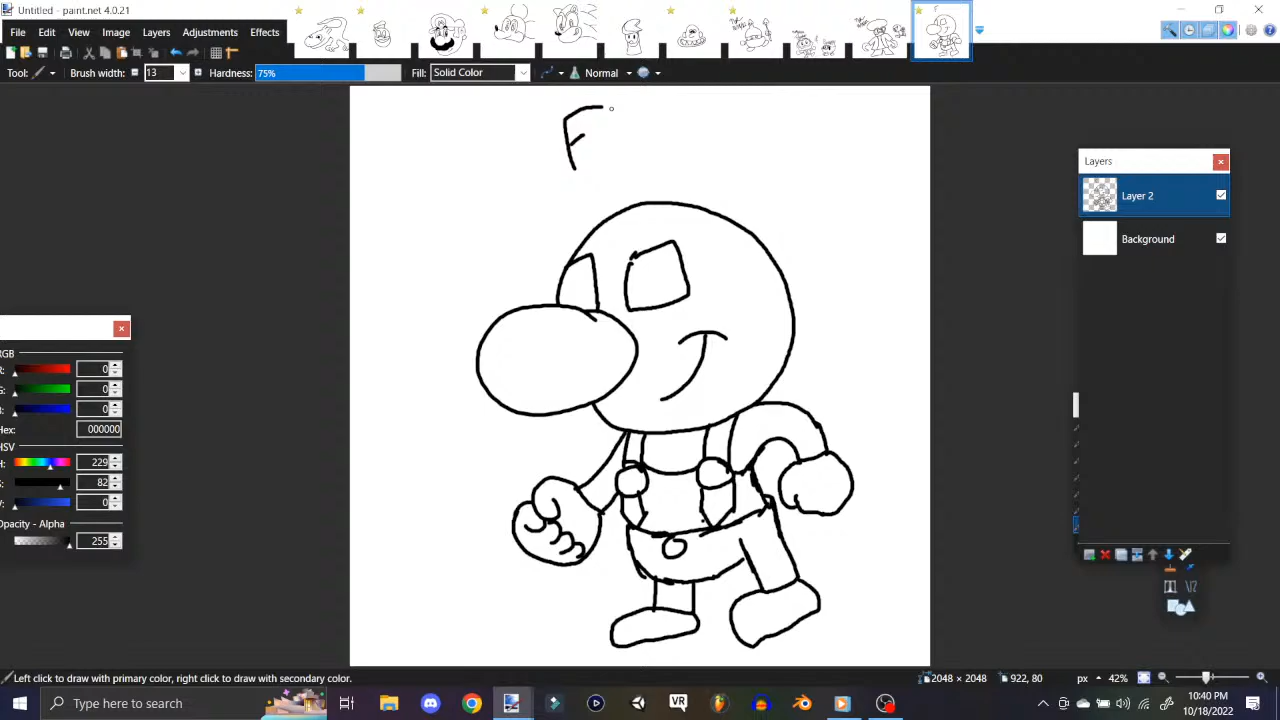 Untitled - paint.net 4.0.21
File Edit View Image Layers Adjustments Effects
Tool: Brush width: 13 Hardness: 75% Fill: Solid Color Normal
F
Layers
Layer 2
Background
RGB
R: 0
G: 0
B: 0
Hex: 000000
HSV
H: 229
S: 82
V: 0
Opacity - Alpha
255
Left click to draw with primary color, right click to draw with secondary color.
2048 × 2048 922, 80 px 42%
Type here to search
VR
10:40 PM
10/18/2022